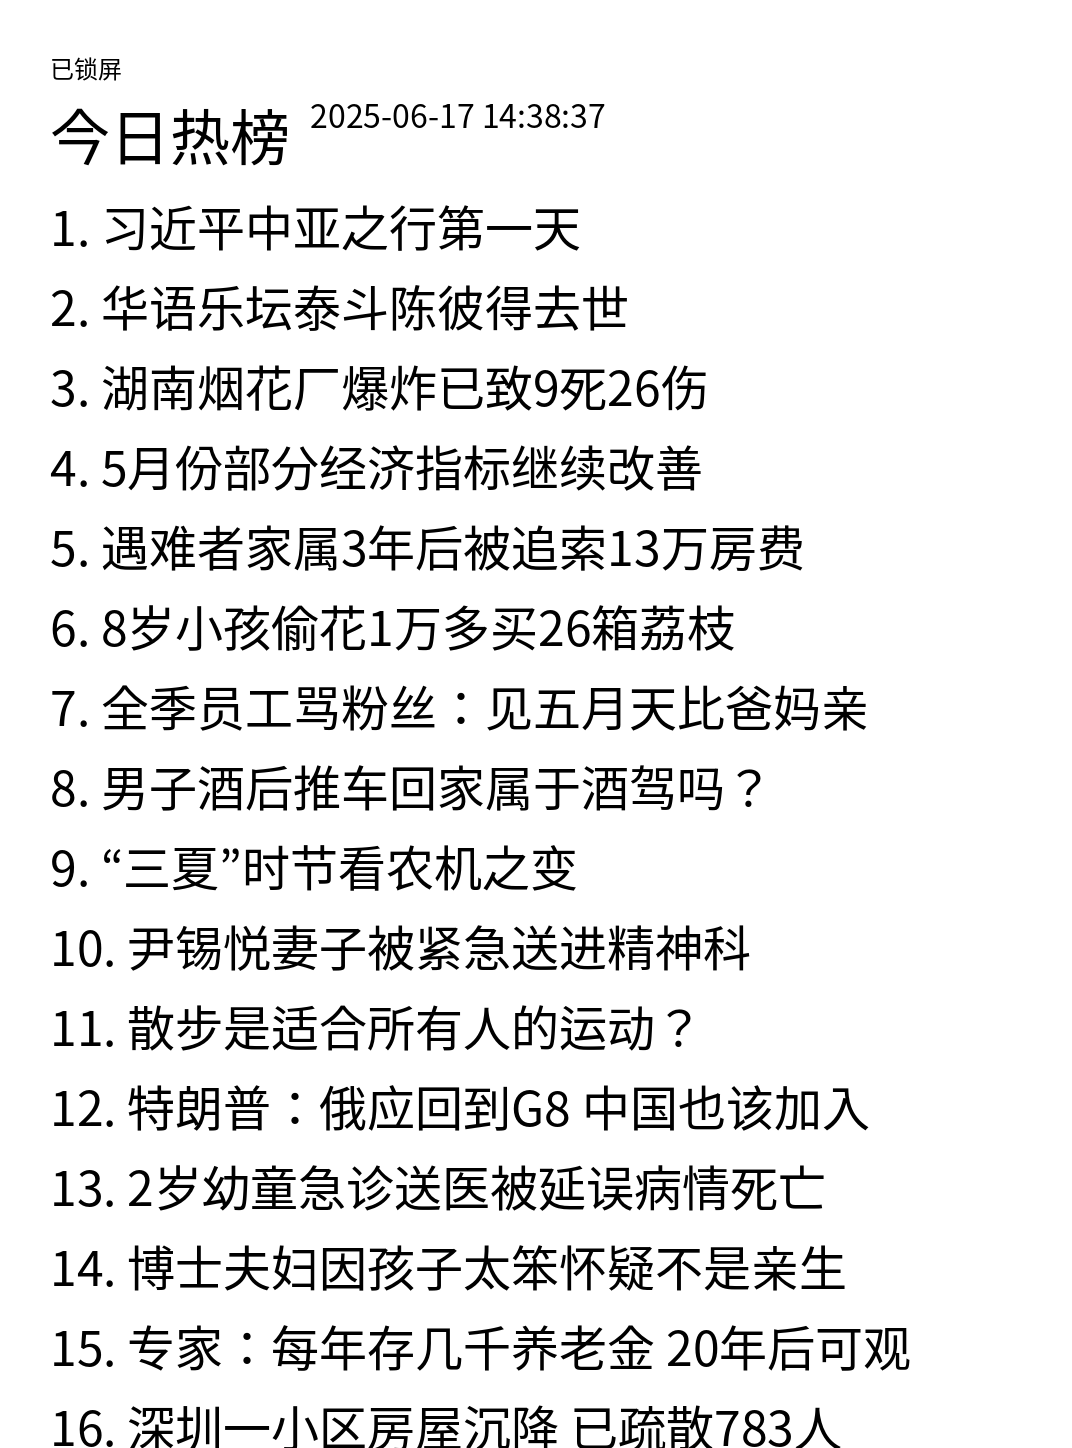 已锁屏
今日热榜 2025-06-17 14:38:37
1. 习近平中亚之行第一天
2. 华语乐坛泰斗陈彼得去世
3. 湖南烟花厂爆炸已致9死26伤
4. 5月份部分经济指标继续改善
5. 遇难者家属3年后被追索13万房费
6. 8岁小孩偷花1万多买26箱荔枝
7. 全季员工骂粉丝：见五月天比爸妈亲
8. 男子酒后推车回家属于酒驾吗？
9. “三夏”时节看农机之变
10. 尹锡悦妻子被紧急送进精神科
11. 散步是适合所有人的运动？
12. 特朗普：俄应回到G8 中国也该加入
13. 2岁幼童急诊送医被延误病情死亡
14. 博士夫妇因孩子太笨怀疑不是亲生
15. 专家：每年存几千养老金 20年后可观
16. 深圳一小区房屋沉降 已疏散783人